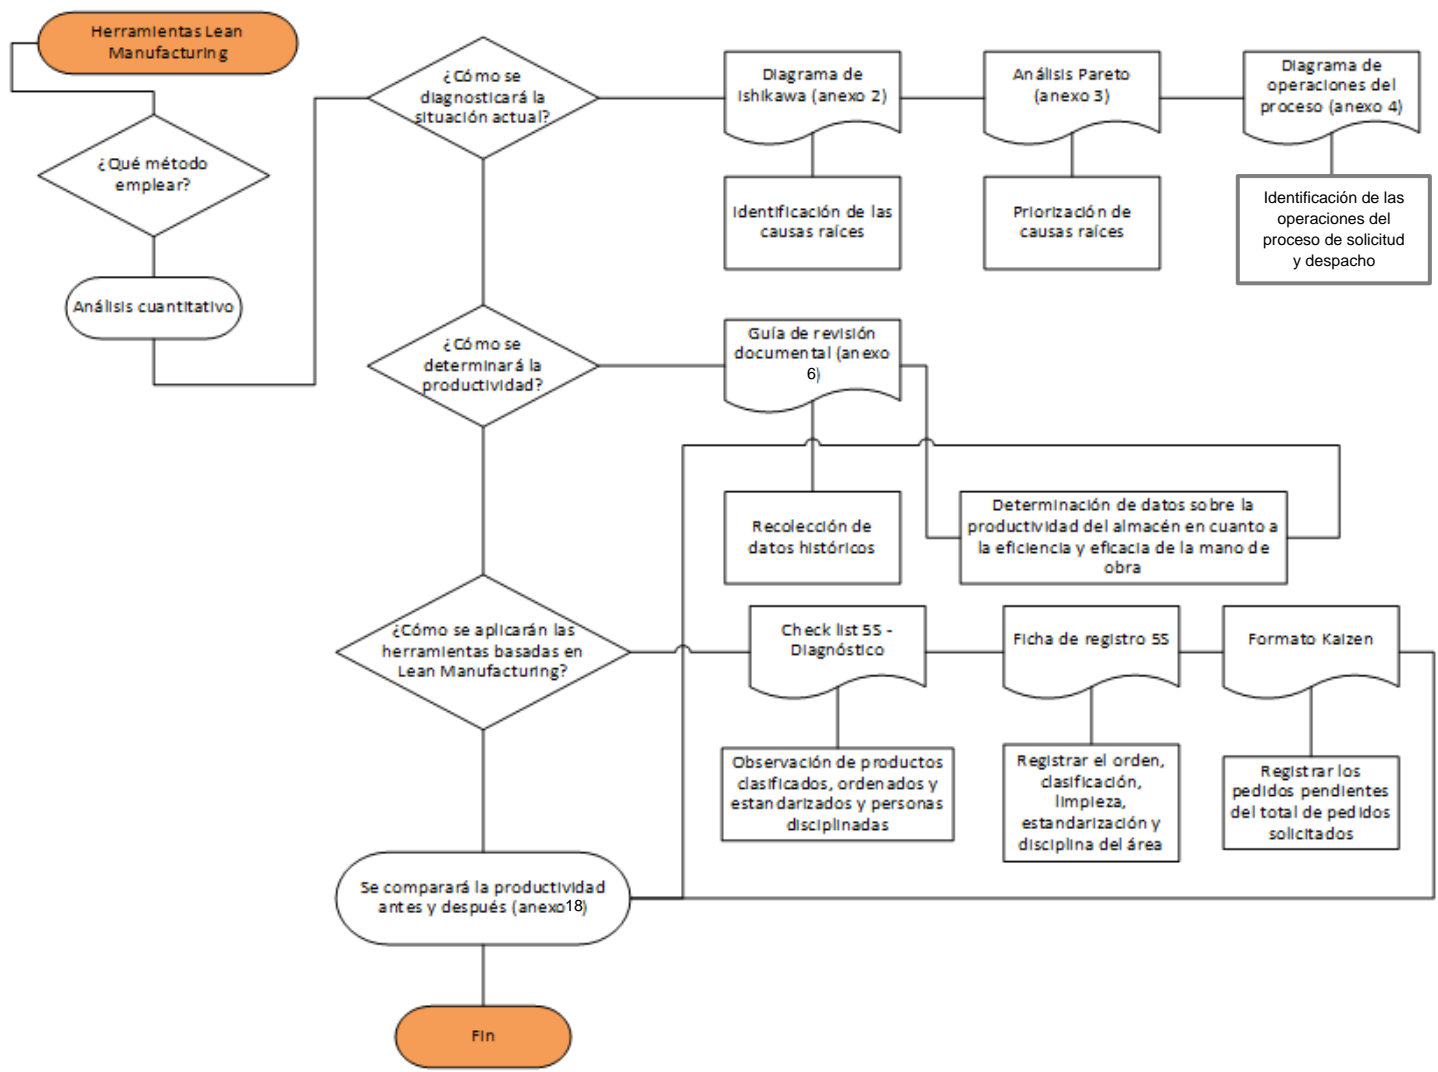 Herramientas Lean
Manufacturing
¿Qué método
emplear?
Análisis cuantitativo
¿Cómo se
diagnosticará la
situación actual?
Diagrama de
Ishikawa (anexo 2)
Identificación de las
causas raíces
Análisis Pareto
(anexo 3)
Priorización de
causas raíces
Diagrama de
operaciones del
proceso (anexo 4)
Identificación de las
operaciones del
proceso de solicitud
y despacho
¿Cómo se
determinará la
productividad?
Guía de revisión
documental (anexo
6)
Recolección de
datos históricos
Determinación de datos sobre la
productividad del almacén en cuanto a
la eficiencia y eficacia de la mano de
obra
¿Cómo se aplicarán las
herramientas basadas en
Lean Manufacturing?
Check list 5S -
Diagnóstico
Observación de productos
clasificados, ordenados y
estandarizados y personas
disciplinadas
Ficha de registro 5S
Registrar el orden,
clasificación,
limpieza,
estandarización y
disciplina del área
Formato Kaizen
Registrar los
pedidos pendientes
del total de pedidos
solicitados
Se comparará la productividad
antes y después (anexo18)
Fin